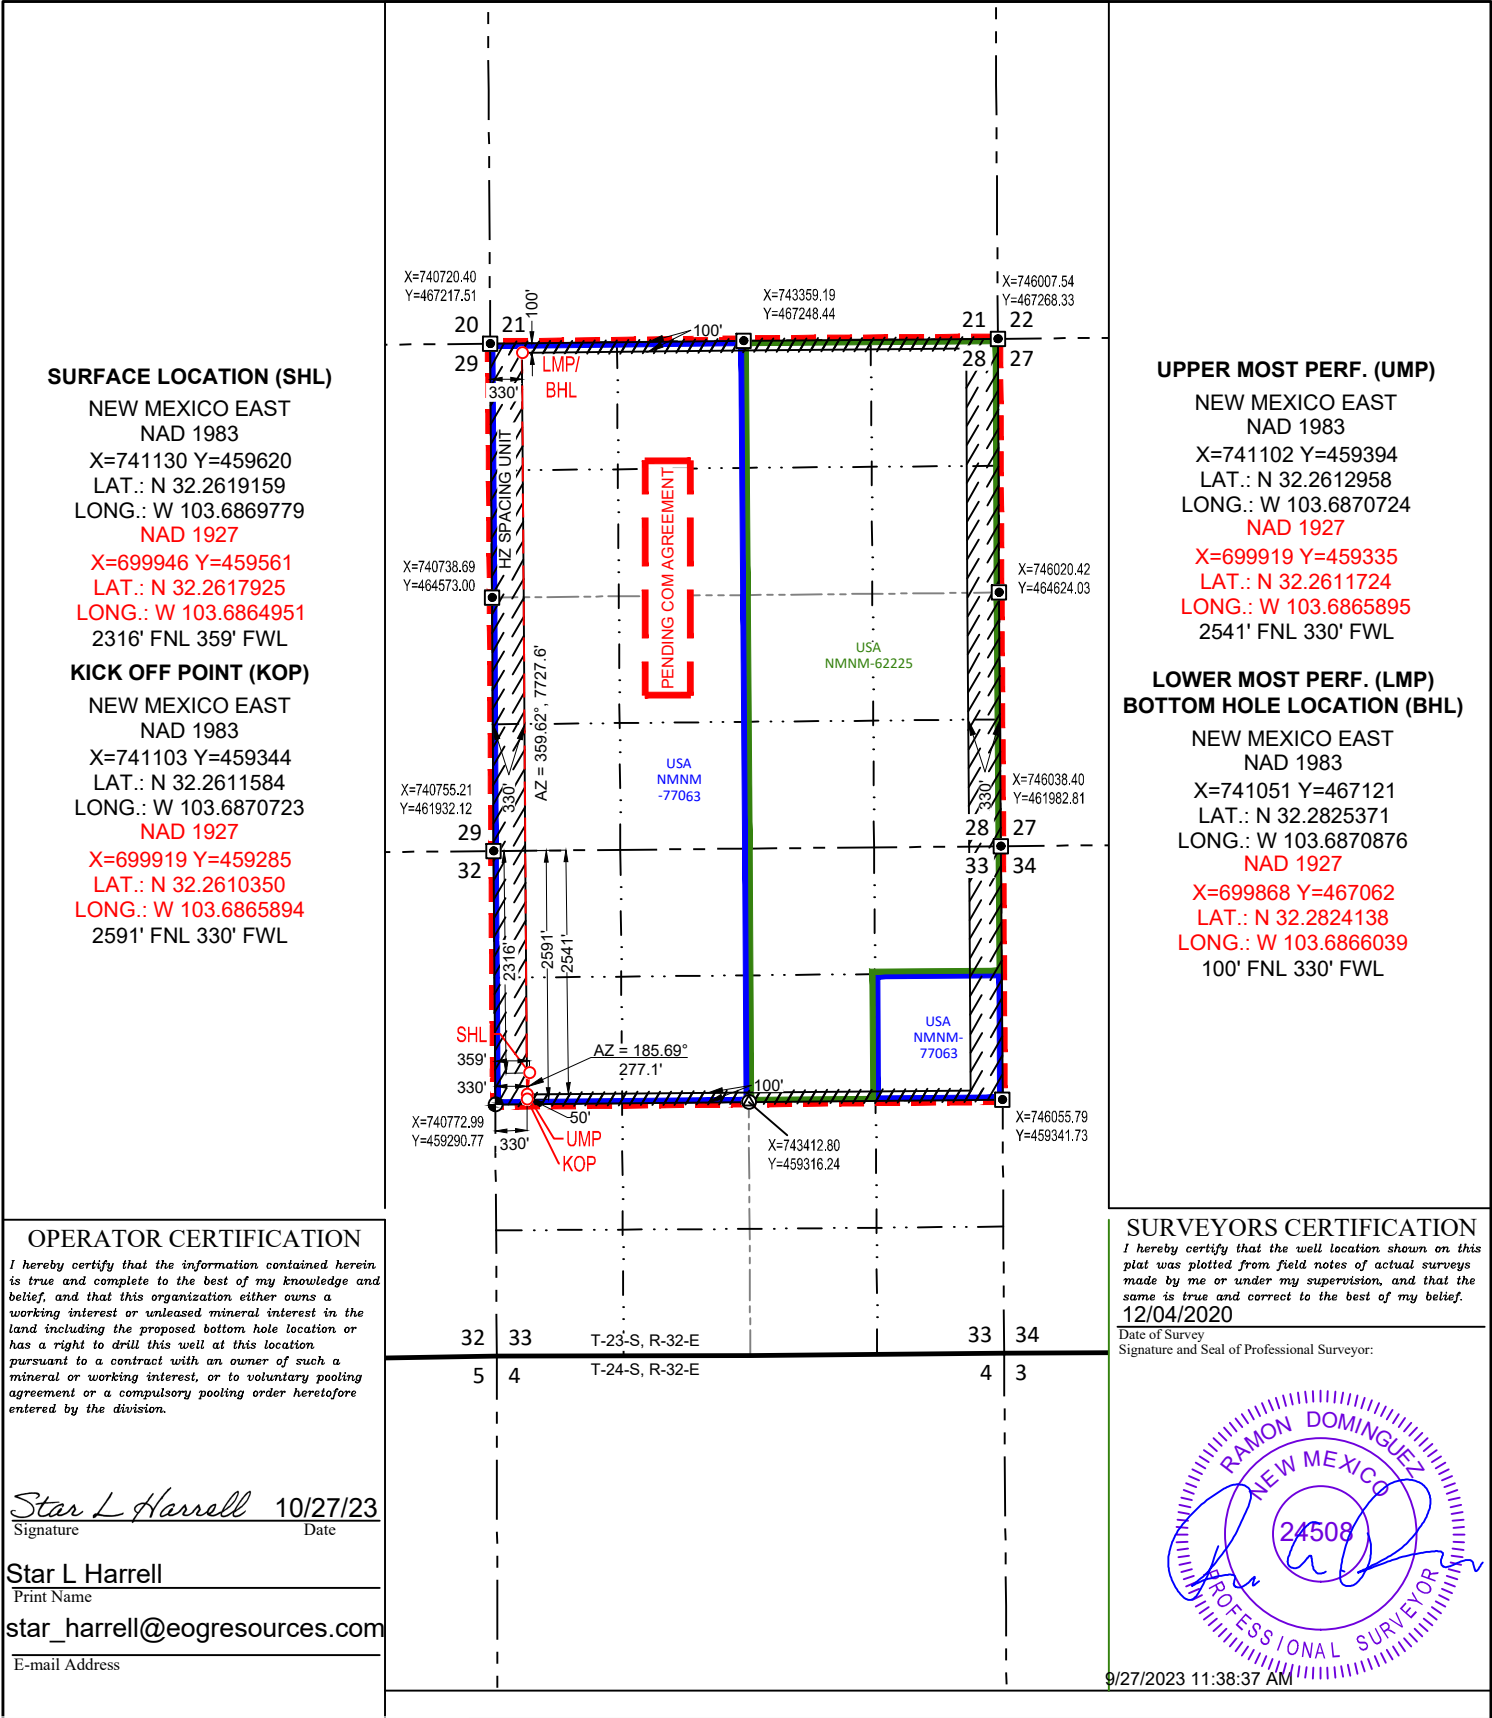 SURFACE LOCATION (SHL)
NEW MEXICO EAST
NAD 1983
X=741130 Y=459620
LAT.: N 32.2619159
LONG.: W 103.6869779
NAD 1927
X=699946 Y=459561
LAT.: N 32.2617925
LONG.: W 103.6864951
2316' FNL 359' FWL
KICK OFF POINT (KOP)
NEW MEXICO EAST
NAD 1983
X=741103 Y=459344
LAT.: N 32.2611584
LONG.: W 103.6870723
NAD 1927
X=699919 Y=459285
LAT.: N 32.2610350
LONG.: W 103.6865894
2591' FNL 330' FWL
X=740720.40
Y=467217.51
X=743359.19
Y=467248.44
X=746007.54
Y=467268.33
20 21
100'
100'
21 22
29
28 27
LMP/
BHL
330'
HZ SPACING UNIT
PENDING COM AGREEMENT
X=740738.69
Y=464573.00
X=746020.42
Y=464624.03
USA
NMNM-62225
AZ = 359.62°, 7727.6'
USA
NMNM
-77063
X=740755.21
Y=461932.12
330'
X=746038.40
Y=461982.81
330'
29
28 27
32
33 34
2316'
2591'
2541'
USA
NMNM-
77063
SHL
359'
AZ = 185.69°
277.1'
330'
100'
50'
X=740772.99
Y=459290.77
330'
UMP
KOP
X=743412.80
Y=459316.24
X=746055.79
Y=459341.73
32 33
T-23-S, R-32-E
33 34
5 4
T-24-S, R-32-E
4 3
UPPER MOST PERF. (UMP)
NEW MEXICO EAST
NAD 1983
X=741102 Y=459394
LAT.: N 32.2612958
LONG.: W 103.6870724
NAD 1927
X=699919 Y=459335
LAT.: N 32.2611724
LONG.: W 103.6865895
2541' FNL 330' FWL
LOWER MOST PERF. (LMP)
BOTTOM HOLE LOCATION (BHL)
NEW MEXICO EAST
NAD 1983
X=741051 Y=467121
LAT.: N 32.2825371
LONG.: W 103.6870876
NAD 1927
X=699868 Y=467062
LAT.: N 32.2824138
LONG.: W 103.6866039
100' FNL 330' FWL
OPERATOR CERTIFICATION
I hereby certify that the information contained herein
is true and complete to the best of my knowledge and
belief, and that this organization either owns a
working interest or unleased mineral interest in the
land including the proposed bottom hole location or
has a right to drill this well at this location
pursuant to a contract with an owner of such a
mineral or working interest, or to voluntary pooling
agreement or a compulsory pooling order heretofore
entered by the division.
Star L Harrell 10/27/23
Signature Date
Star L Harrell
Print Name
star_harrell@eogresources.com
E-mail Address
SURVEYORS CERTIFICATION
I hereby certify that the well location shown on this
plat was plotted from field notes of actual surveys
made by me or under my supervision, and that the
same is true and correct to the best of my belief.
12/04/2020
Date of Survey
Signature and Seal of Professional Surveyor:
RAMON DOMINGUEZ
NEW MEXICO
24508
PROFESSIONAL SURVEYOR
9/27/2023 11:38:37 AM